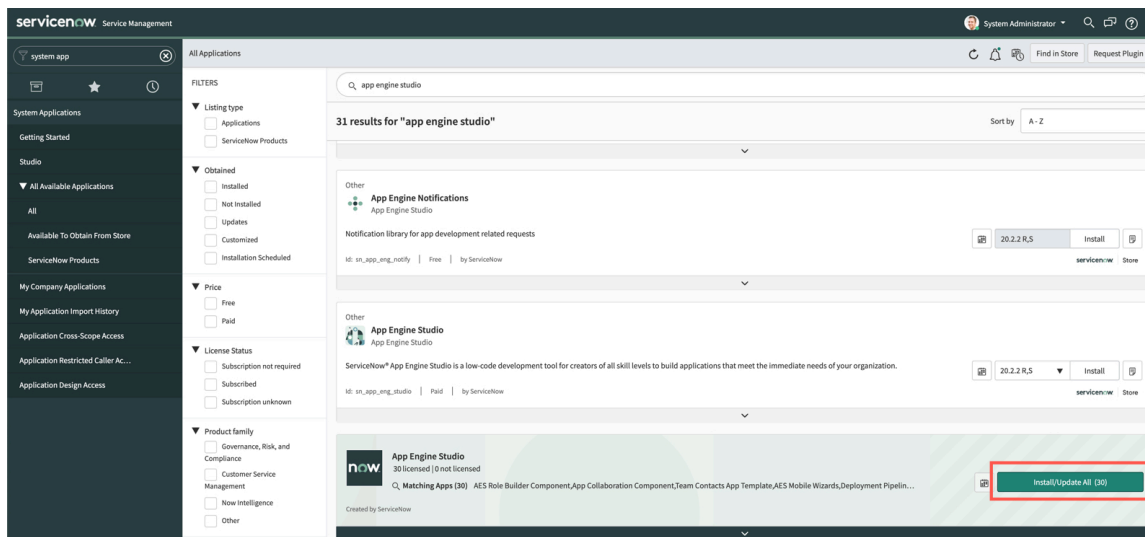 servicenow Service Management
System Administrator
system app
System Applications
Getting Started
Studio
All Available Applications
All
Available To Obtain From Store
ServiceNow Products
My Company Applications
My Application Import History
Application Cross-Scope Access
Application Restricted Caller Ac...
Application Design Access
All Applications
Find in Store
Request Plugin
FILTERS
Listing type
Applications
ServiceNow Products
Obtained
Installed
Not Installed
Updates
Customized
Installation Scheduled
Price
Free
Paid
License Status
Subscription not required
Subscribed
Subscription unknown
Product family
Governance, Risk, and
Compliance
Customer Service
Management
Now Intelligence
Other
app engine studio
31 results for "app engine studio"
Sort by A - Z
Other
App Engine Notifications
App Engine Studio
Notification library for app development related requests
20.2.2 R,S Install
Id: sn_app_eng_notify | Free | by ServiceNow
servicenow Store
Other
App Engine Studio
App Engine Studio
ServiceNow® App Engine Studio is a low-code development tool for creators of all skill levels to build applications that meet the immediate needs of your organization.
20.2.2 R,S Install
Id: sn_app_eng_studio | Paid | by ServiceNow
servicenow Store
now
App Engine Studio
30 licensed | 0 not licensed
Matching Apps (30) AES Role Builder Component,App Collaboration Component,Team Contacts App Template,AES Mobile Wizards,Deployment Pipelin...
Install/Update All (30)
Created by ServiceNow